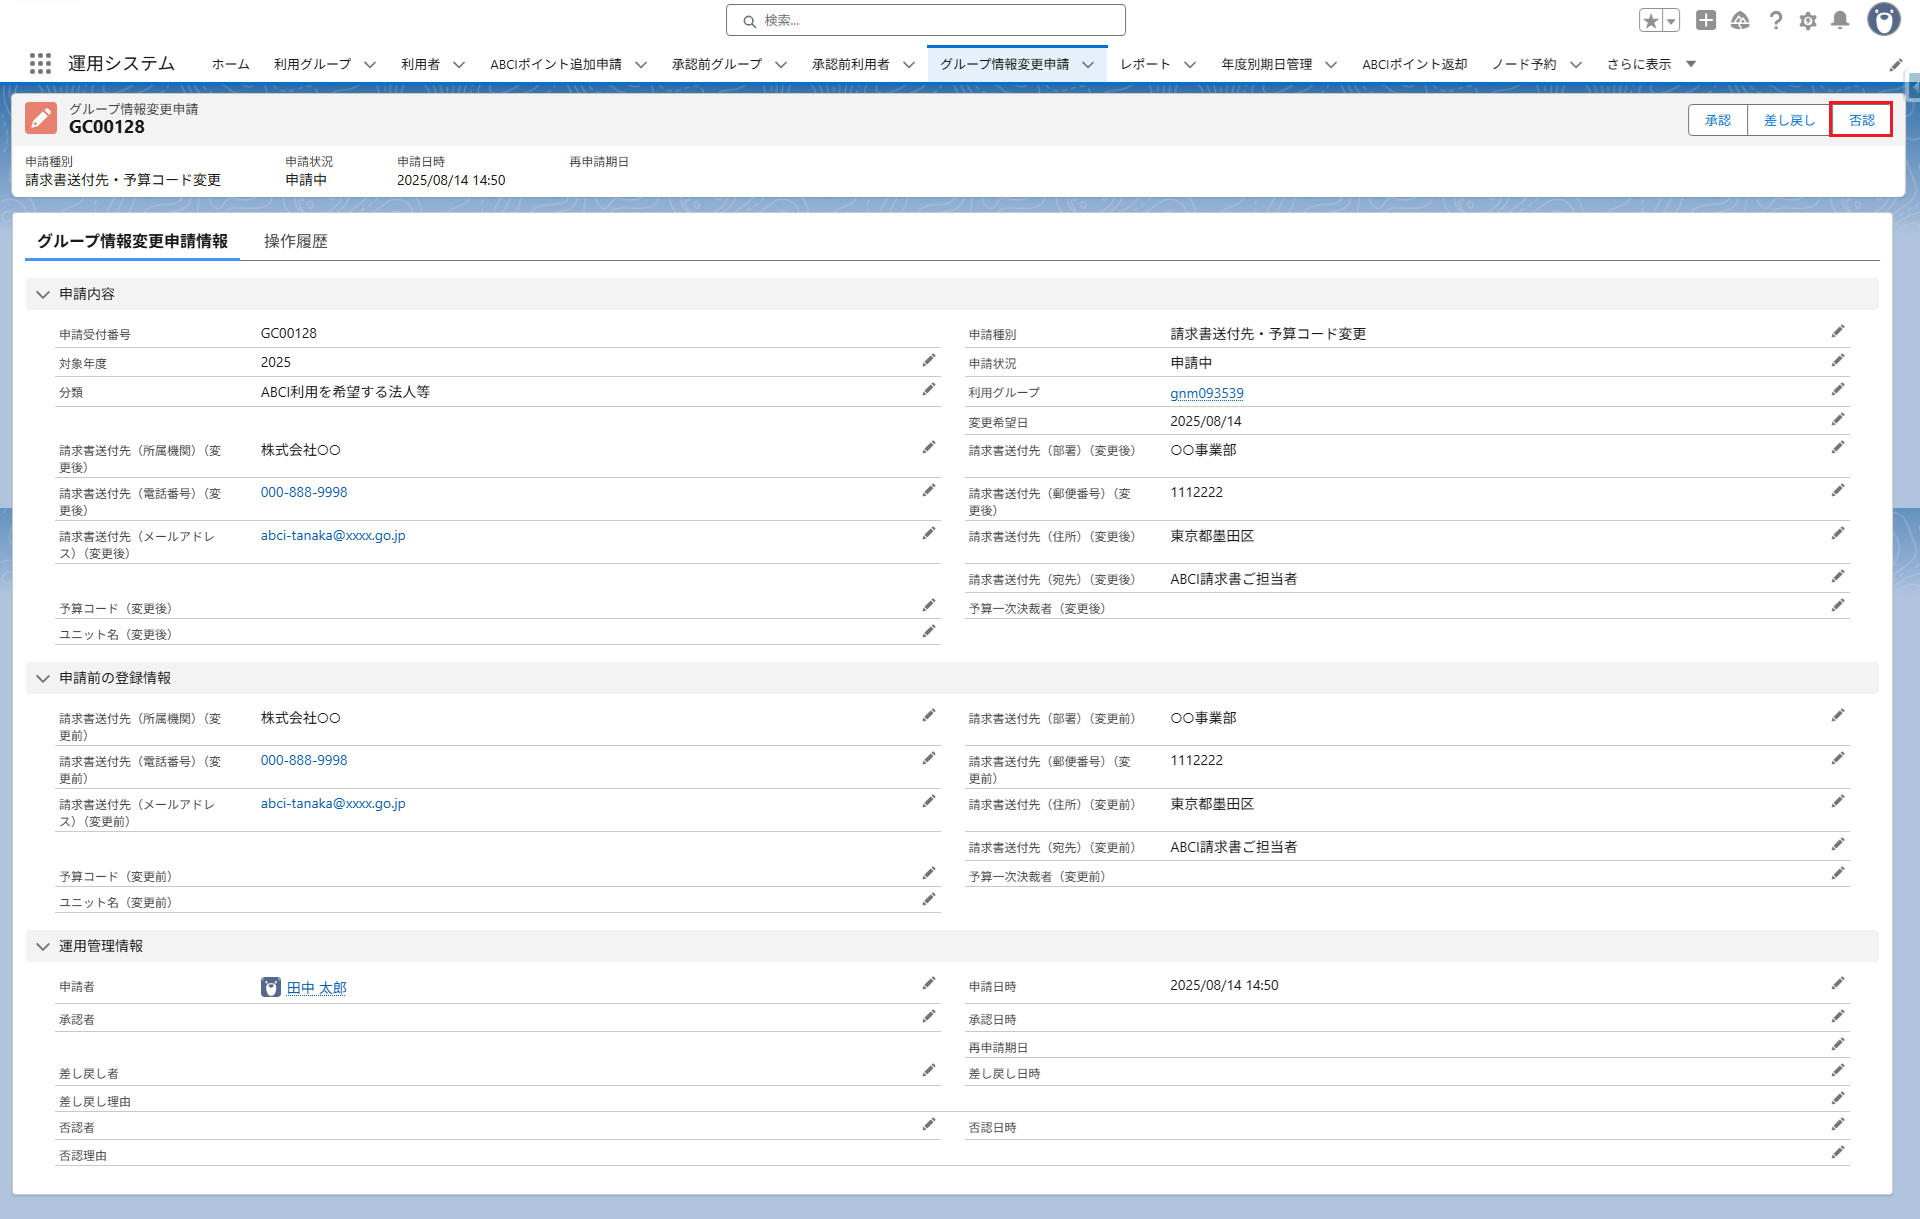 検索...
運用システム
ホーム 利用グループ 利用者 ABCIポイント追加申請 承認前グループ 承認前利用者 グループ情報変更申請 レポート 年度別期日管理 ABCIポイント返却 ノード予約 さらに表示
グループ情報変更申請
GC00128
承認 差し戻し 否認
申請種別 申請状況 申請日時 再申請期日
請求書送付先・予算コード変更 申請中 2025/08/14 14:50
グループ情報変更申請情報 操作履歴
申請内容
申請受付番号 GC00128 申請種別 請求書送付先・予算コード変更
対象年度 2025 申請状況 申請中
分類 ABCI利用を希望する法人等 利用グループ gnm093539
変更希望日 2025/08/14
請求書送付先（所属機関）（変 株式会社〇〇 請求書送付先（部署）（変更後） 〇〇事業部
更後）
請求書送付先（電話番号）（変 000-888-9998 請求書送付先（郵便番号）（変 1112222
更後） 更後）
請求書送付先（メールアドレ abci-tanaka@xxxx.go.jp 請求書送付先（住所）（変更後） 東京都墨田区
ス）（変更後）
請求書送付先（宛先）（変更後） ABCI請求書ご担当者
予算コード（変更後） 予算一次決裁者（変更後）
ユニット名（変更後）
申請前の登録情報
請求書送付先（所属機関）（変 株式会社〇〇 請求書送付先（部署）（変更前） 〇〇事業部
更前）
請求書送付先（電話番号）（変 000-888-9998 請求書送付先（郵便番号）（変 1112222
更前） 更前）
請求書送付先（メールアドレ abci-tanaka@xxxx.go.jp 請求書送付先（住所）（変更前） 東京都墨田区
ス）（変更前）
請求書送付先（宛先）（変更前） ABCI請求書ご担当者
予算コード（変更前） 予算一次決裁者（変更前）
ユニット名（変更前）
運用管理情報
申請者 田中 太郎 申請日時 2025/08/14 14:50
承認者 承認日時
再申請期日
差し戻し者 差し戻し日時
差し戻し理由
否認者 否認日時
否認理由